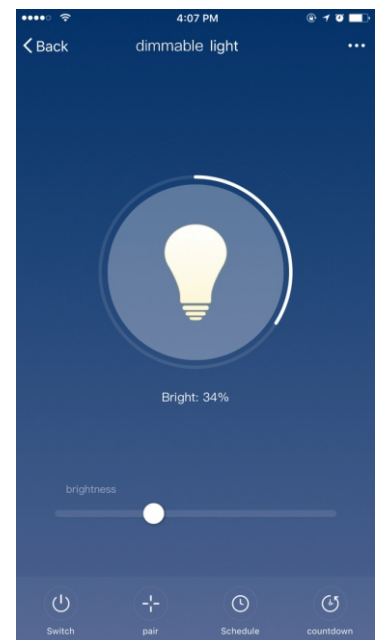 4:07 PM
Back dimmable light
Bright: 34%
brightness
Switch pair Schedule countdown